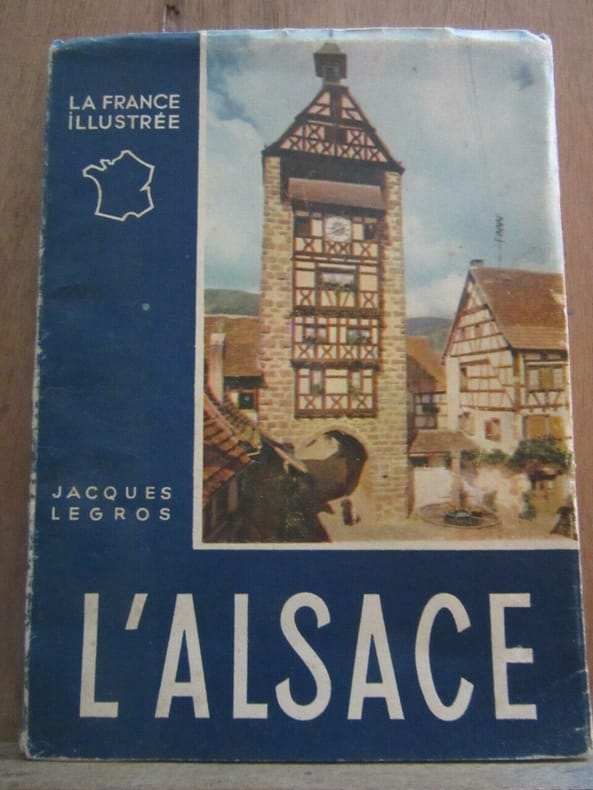 LA FRANCE
iLLUSTRÉE
JACQUES
LEGROS
L'ALSACE